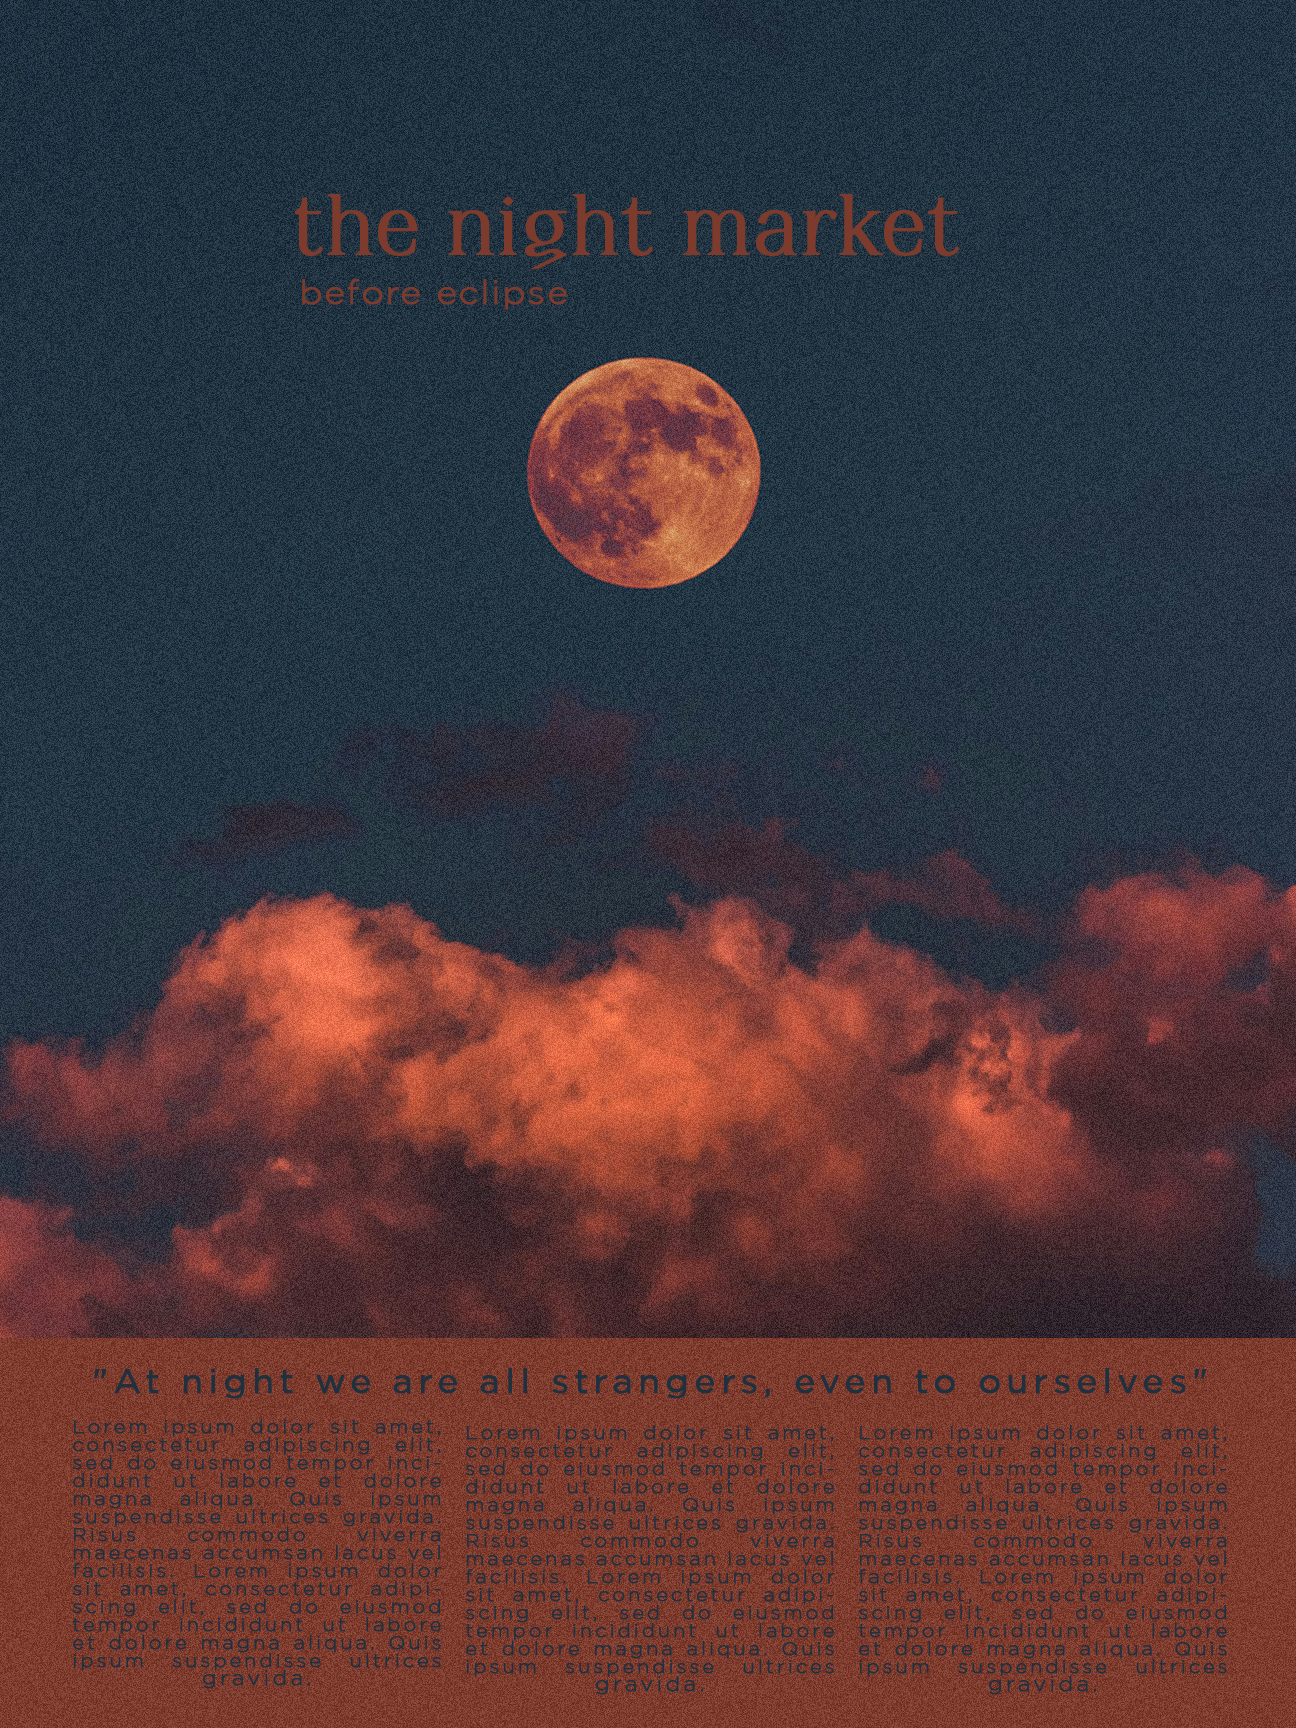 the night market
before eclipse
"At night we are all strangers, even to ourselves"
Lorem ipsum dolor sit amet,
consectetur adipiscing elit,
sed do eiusmod tempor inci-
didunt ut labore et dolore
magna aliqua. Quis ipsum
suspendisse ultrices gravida.
Risus commodo viverra
maecenas accumsan lacus vel
facilisis. Lorem ipsum dolor
sit amet, consectetur adipi-
scing elit, sed do eiusmod
tempor incididunt ut labore
et dolore magna aliqua. Quis
ipsum suspendisse ultrices
gravida.
Lorem ipsum dolor sit amet,
consectetur adipiscing elit,
sed do eiusmod tempor inci-
didunt ut labore et dolore
magna aliqua. Quis ipsum
suspendisse ultrices gravida.
Risus commodo viverra
maecenas accumsan lacus vel
facilisis. Lorem ipsum dolor
sit amet, consectetur adipi-
scing elit, sed do eiusmod
tempor incididunt ut labore
et dolore magna aliqua. Quis
ipsum suspendisse ultrices
gravida.
Lorem ipsum dolor sit amet,
consectetur adipiscing elit,
sed do eiusmod tempor inci-
didunt ut labore et dolore
magna aliqua. Quis ipsum
suspendisse ultrices gravida.
Risus commodo viverra
maecenas accumsan lacus vel
facilisis. Lorem ipsum dolor
sit amet, consectetur adipi-
scing elit, sed do eiusmod
tempor incididunt ut labore
et dolore magna aliqua. Quis
ipsum suspendisse ultrices
gravida.